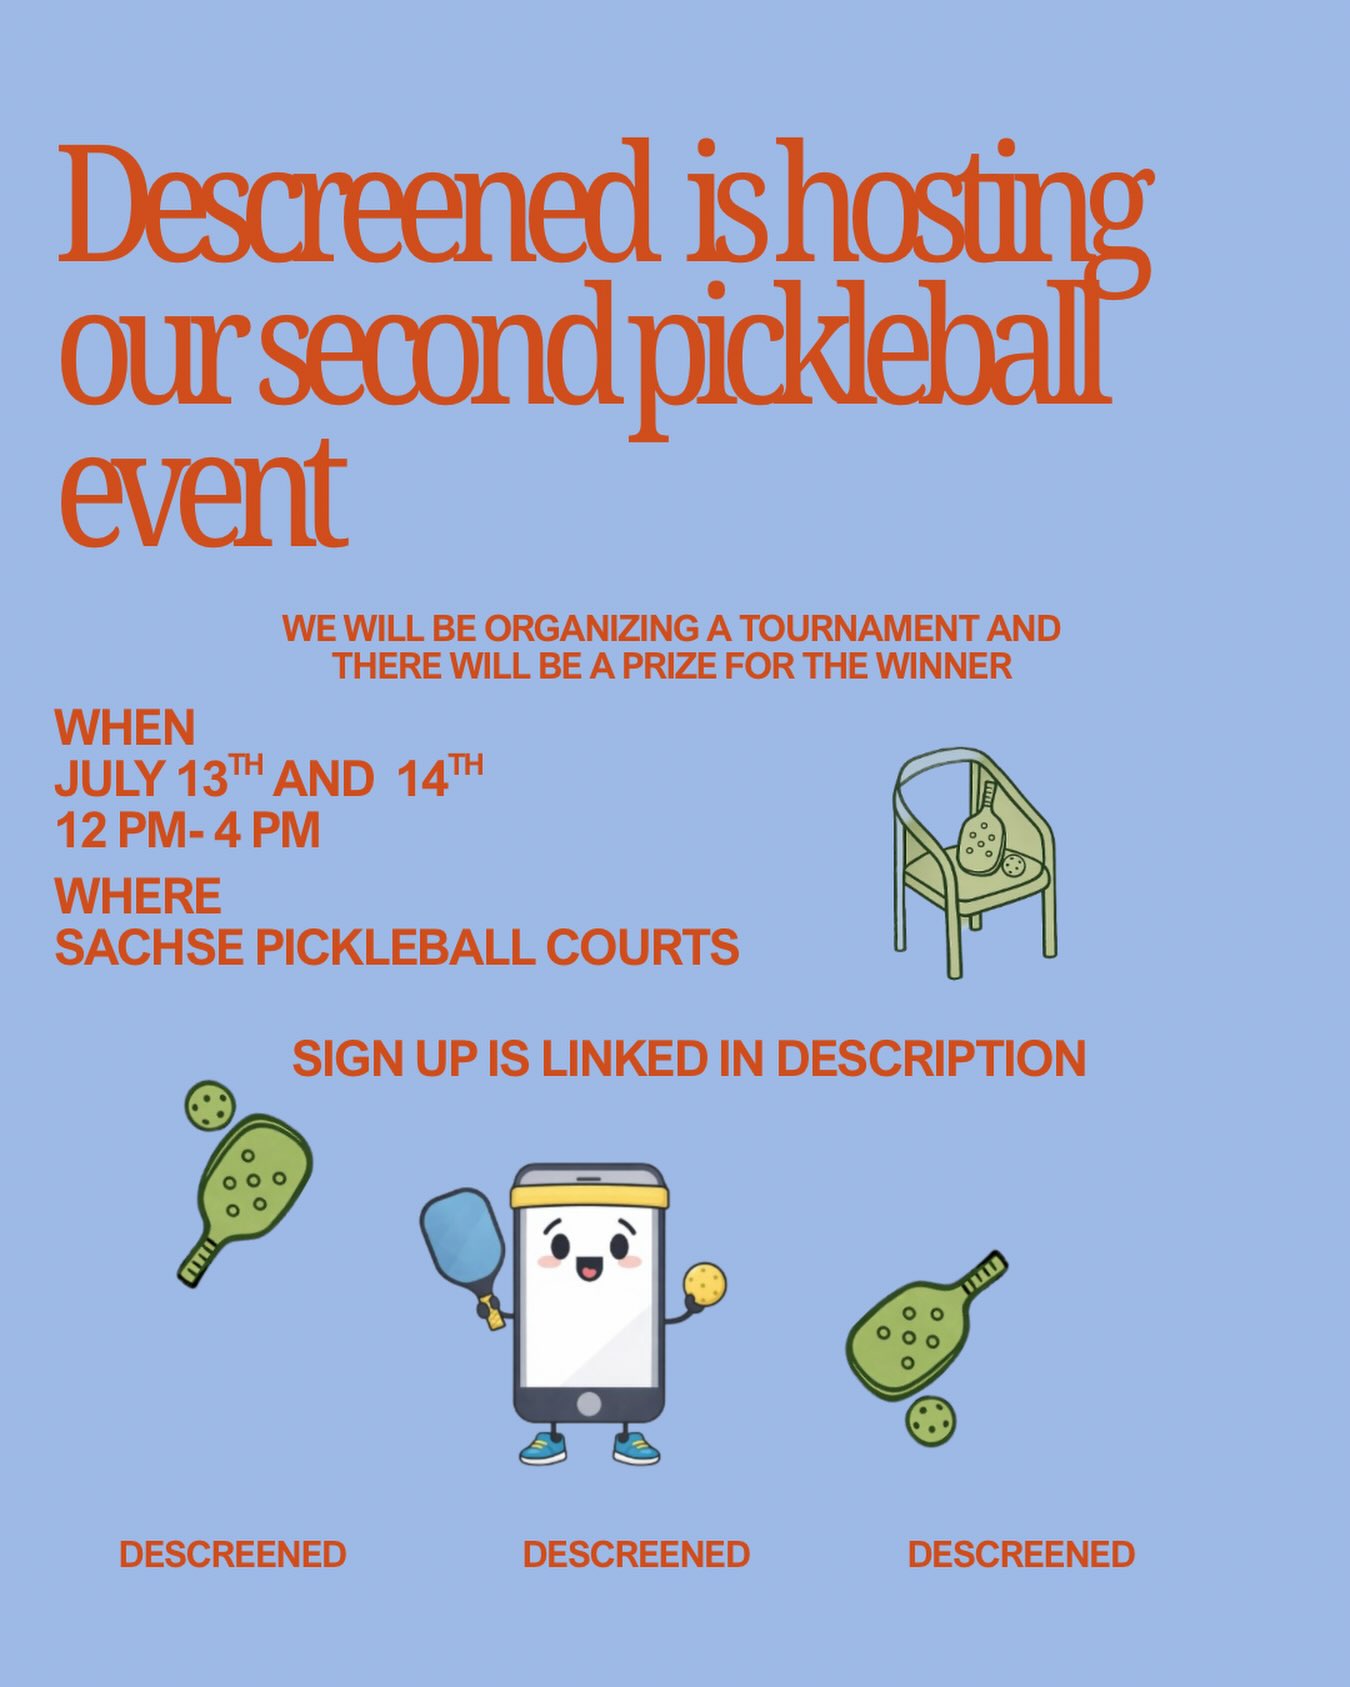 Descreened is hosting
our second pickleball
event
WE WILL BE ORGANIZING A TOURNAMENT AND
THERE WILL BE A PRIZE FOR THE WINNER
WHEN
JULY 13TH AND 14TH
12 PM- 4 PM
WHERE
SACHSE PICKLEBALL COURTS
SIGN UP IS LINKED IN DESCRIPTION
DESCREENED DESCREENED DESCREENED